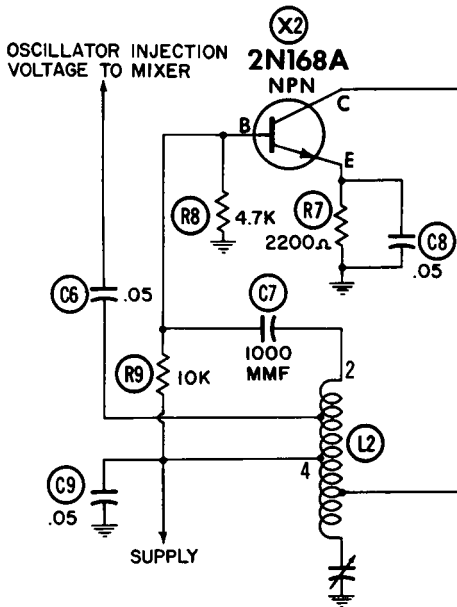 X2
OSCILLATOR INJECTION
VOLTAGE TO MIXER
2N168A
NPN
C
B
E
R8
4.7K
R7
2200Ω
C8
.05
C6
.05
C7
1000
MMF
2
R9
10K
L2
4
C9
.05
SUPPLY